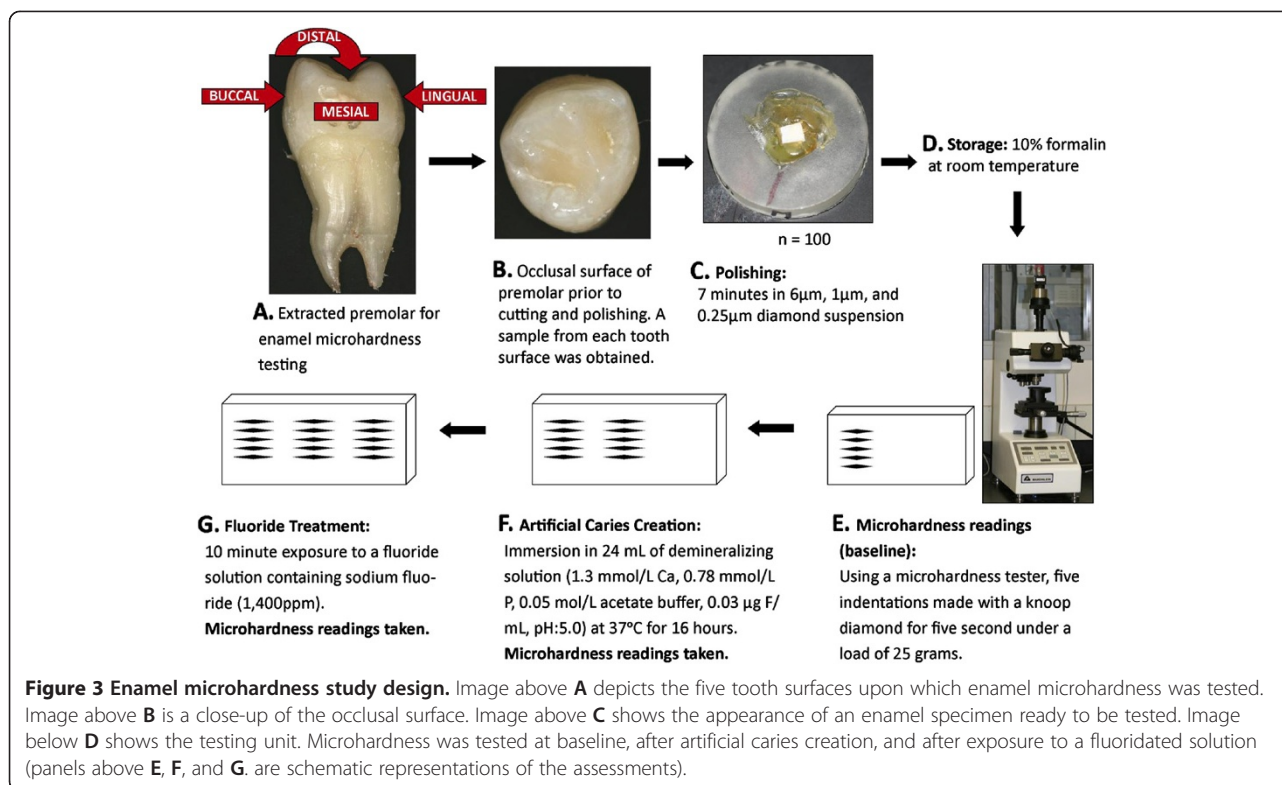 DISTAL
BUCCAL
LINGUAL
MESIAL
A. Extracted premolar for
enamel microhardness
testing
B. Occlusal surface of
premolar prior to
cutting and polishing. A
sample from each tooth
surface was obtained.
n = 100
C. Polishing:
7 minutes in 6µm, 1µm, and
0.25µm diamond suspension
D. Storage: 10% formalin
at room temperature
E. Microhardness readings
(baseline):
Using a microhardness tester, five
indentations made with a knoop
diamond for five second under a
load of 25 grams.
F. Artificial Caries Creation:
Immersion in 24 mL of demineralizing
solution (1.3 mmol/L Ca, 0.78 mmol/L
P, 0.05 mol/L acetate buffer, 0.03 µg F/
mL, pH:5.0) at 37°C for 16 hours.
Microhardness readings taken.
G. Fluoride Treatment:
10 minute exposure to a fluoride
solution containing sodium fluo-
ride (1,400ppm).
Microhardness readings taken.
Figure 3 Enamel microhardness study design. Image above A depicts the five tooth surfaces upon which enamel microhardness was tested.
Image above B is a close-up of the occlusal surface. Image above C shows the appearance of an enamel specimen ready to be tested. Image
below D shows the testing unit. Microhardness was tested at baseline, after artificial caries creation, and after exposure to a fluoridated solution
(panels above E, F, and G. are schematic representations of the assessments).